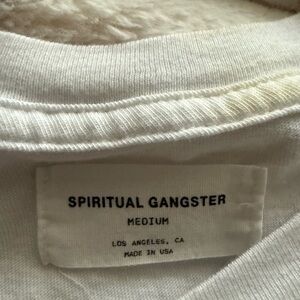 SPIRITUAL GANGSTER
MEDIUM
LOS ANGELES, CA
MADE IN USA